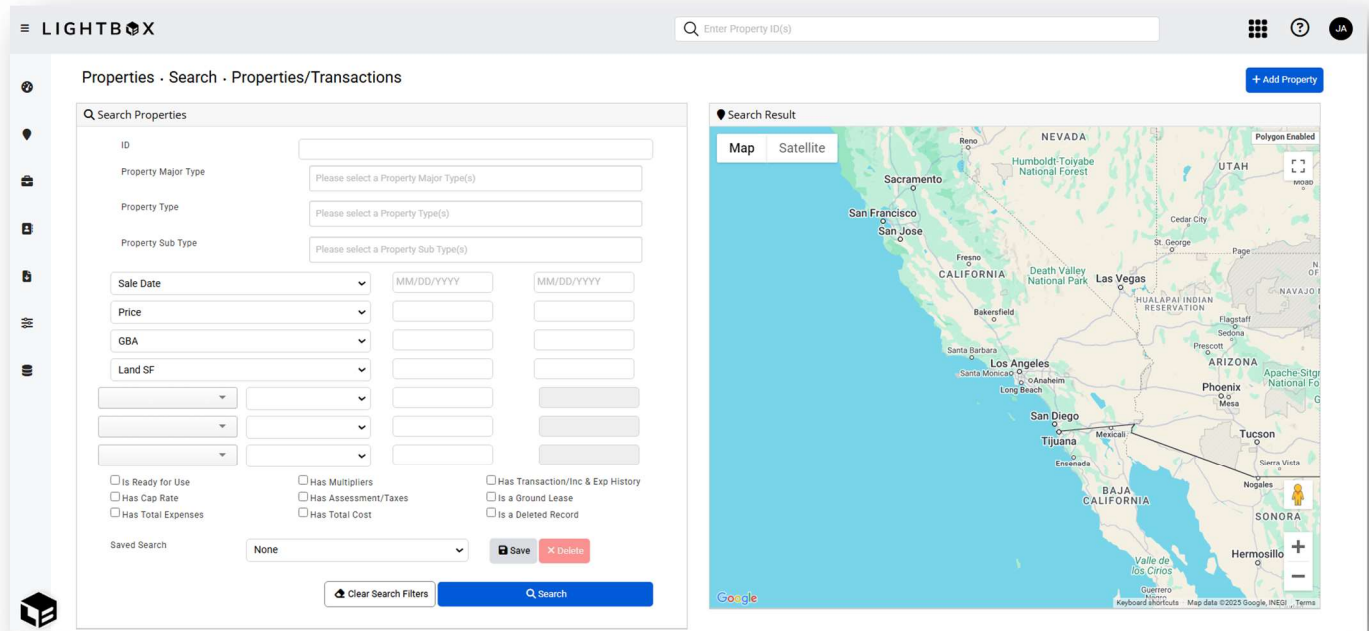 LIGHTBOX
Enter Property ID(s)
JA
Properties · Search · Properties/Transactions
+ Add Property
Search Properties
ID
Property Major Type
Please select a Property Major Type(s)
Property Type
Please select a Property Type(s)
Property Sub Type
Please select a Property Sub Type(s)
Sale Date
MM/DD/YYYY
MM/DD/YYYY
Price
GBA
Land SF
Is Ready for Use
Has Multipliers
Has Transaction/Inc & Exp History
Has Cap Rate
Has Assessment/Taxes
Is a Ground Lease
Has Total Expenses
Has Total Cost
Is a Deleted Record
Saved Search
None
Save
Delete
Clear Search Filters
Search
Search Result
Map
Satellite
Polygon Enabled
Reno
NEVADA
Humboldt-Toiyabe
National Forest
UTAH
Moab
Sacramento
San Francisco
San Jose
Cedar City
St. George
Page
Fresno
CALIFORNIA
Death Valley
National Park
Las Vegas
N
OF
NAVAJO
HUALAPAI INDIAN
RESERVATION
Bakersfield
Flagstaff
Sedona
Prescott
Santa Barbara
Los Angeles
Santa Monica
Anaheim
Long Beach
ARIZONA
Apache-Sitgr
National Fo
Phoenix
Mesa
G
San Diego
Tijuana
Mexicali
Tucson
Ensenada
Sierra Vista
Nogales
BAJA
CALIFORNIA
SONORA
Hermosillo
Valle de
los Cirios
Guerrero
Negro
Google
Keyboard shortcuts
Map data ©2025 Google, INEGI
Terms